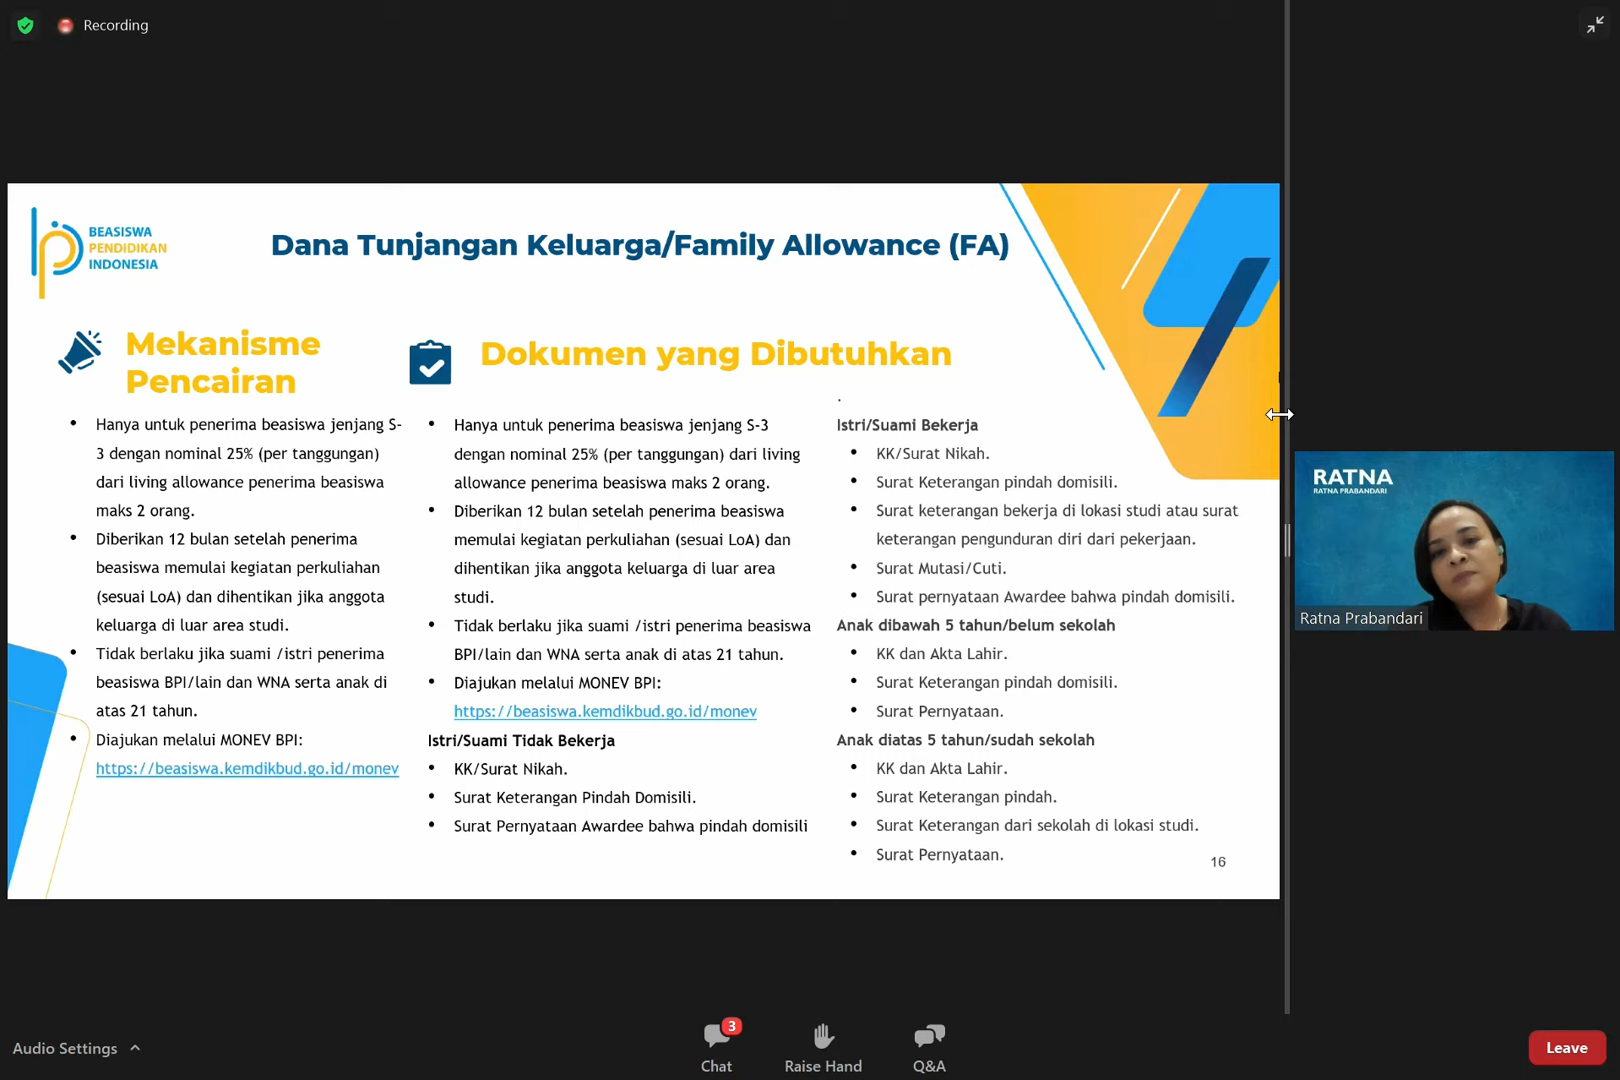 Recording
BEASISWA
PENDIDIKAN
INDONESIA
Dana Tunjangan Keluarga/Family Allowance (FA)
Mekanisme
Pencairan
Hanya untuk penerima beasiswa jenjang S-
3 dengan nominal 25% (per tanggungan)
dari living allowance penerima beasiswa
maks 2 orang.
Diberikan 12 bulan setelah penerima
beasiswa memulai kegiatan perkuliahan
(sesuai LoA) dan dihentikan jika anggota
keluarga di luar area studi.
Tidak berlaku jika suami /istri penerima
beasiswa BPI/lain dan WNA serta anak di
atas 21 tahun.
Diajukan melalui MONEV BPI:
https://beasiswa.kemdikbud.go.id/monev
Dokumen yang Dibutuhkan
Hanya untuk penerima beasiswa jenjang S-3
dengan nominal 25% (per tanggungan) dari living
allowance penerima beasiswa maks 2 orang.
Diberikan 12 bulan setelah penerima beasiswa
memulai kegiatan perkuliahan (sesuai LoA) dan
dihentikan jika anggota keluarga di luar area
studi.
Tidak berlaku jika suami /istri penerima beasiswa
BPI/lain dan WNA serta anak di atas 21 tahun.
Diajukan melalui MONEV BPI:
https://beasiswa.kemdikbud.go.id/monev
Istri/Suami Tidak Bekerja
KK/Surat Nikah.
Surat Keterangan Pindah Domisili.
Surat Pernyataan Awardee bahwa pindah domisili
.
Istri/Suami Bekerja
KK/Surat Nikah.
Surat Keterangan pindah domisili.
Surat keterangan bekerja di lokasi studi atau surat
keterangan pengunduran diri dari pekerjaan.
Surat Mutasi/Cuti.
Surat pernyataan Awardee bahwa pindah domisili.
Anak dibawah 5 tahun/belum sekolah
KK dan Akta Lahir.
Surat Keterangan pindah domisili.
Surat Pernyataan.
Anak diatas 5 tahun/sudah sekolah
KK dan Akta Lahir.
Surat Keterangan pindah.
Surat Keterangan dari sekolah di lokasi studi.
Surat Pernyataan.
16
RATNA
RATNA PRABANDARI
Ratna Prabandari
Audio Settings
3
Chat
Raise Hand
Q&A
Leave